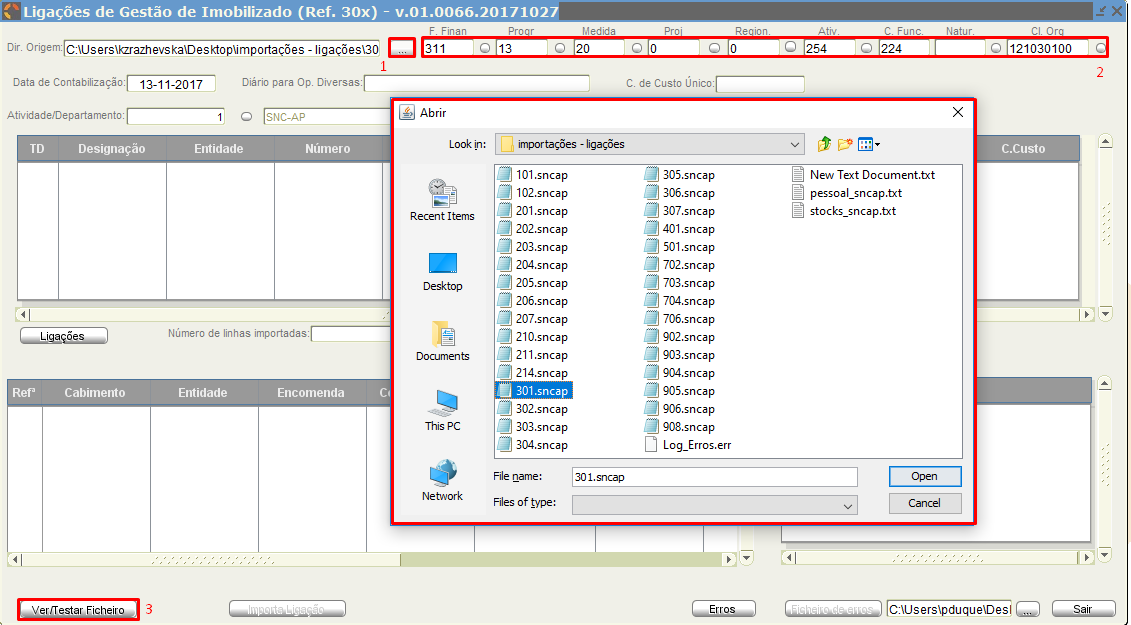 Ligações de Gestão de Imobilizado (Ref. 30x) - v.01.0066.20171027
F. Finan Progr Medida Proj Region. Ativ. C. Func. Natur. Cl. Org
Dir. Origem: C:\Users\kzrazhevska\Desktop\importações - ligações\30 ... 311 13 20 0 0 254 224 121030100
1 2
Data de Contabilização: 13-11-2017 Diário para Op. Diversas: C. de Custo Único:
Atividade/Departamento: 1 SNC-AP
TD Designação Entidade Número C.Custo
Ligações Número de linhas importadas:
Refª Cabimento Entidade Encomenda
Abrir
Look in: importações - ligações
Recent Items
Desktop
Documents
This PC
Network
101.sncap 305.sncap New Text Document.txt
102.sncap 306.sncap pessoal_sncap.txt
201.sncap 307.sncap stocks_sncap.txt
202.sncap 401.sncap
203.sncap 501.sncap
204.sncap 702.sncap
205.sncap 703.sncap
206.sncap 704.sncap
207.sncap 706.sncap
210.sncap 902.sncap
211.sncap 903.sncap
214.sncap 904.sncap
301.sncap 905.sncap
302.sncap 906.sncap
303.sncap 908.sncap
304.sncap Log_Erros.err
File name: 301.sncap Open
Files of type: Cancel
Ver/Testar Ficheiro 3 Importa Ligação Erros Ficheiro de erros C:\Users\pduque\Desl ... Sair